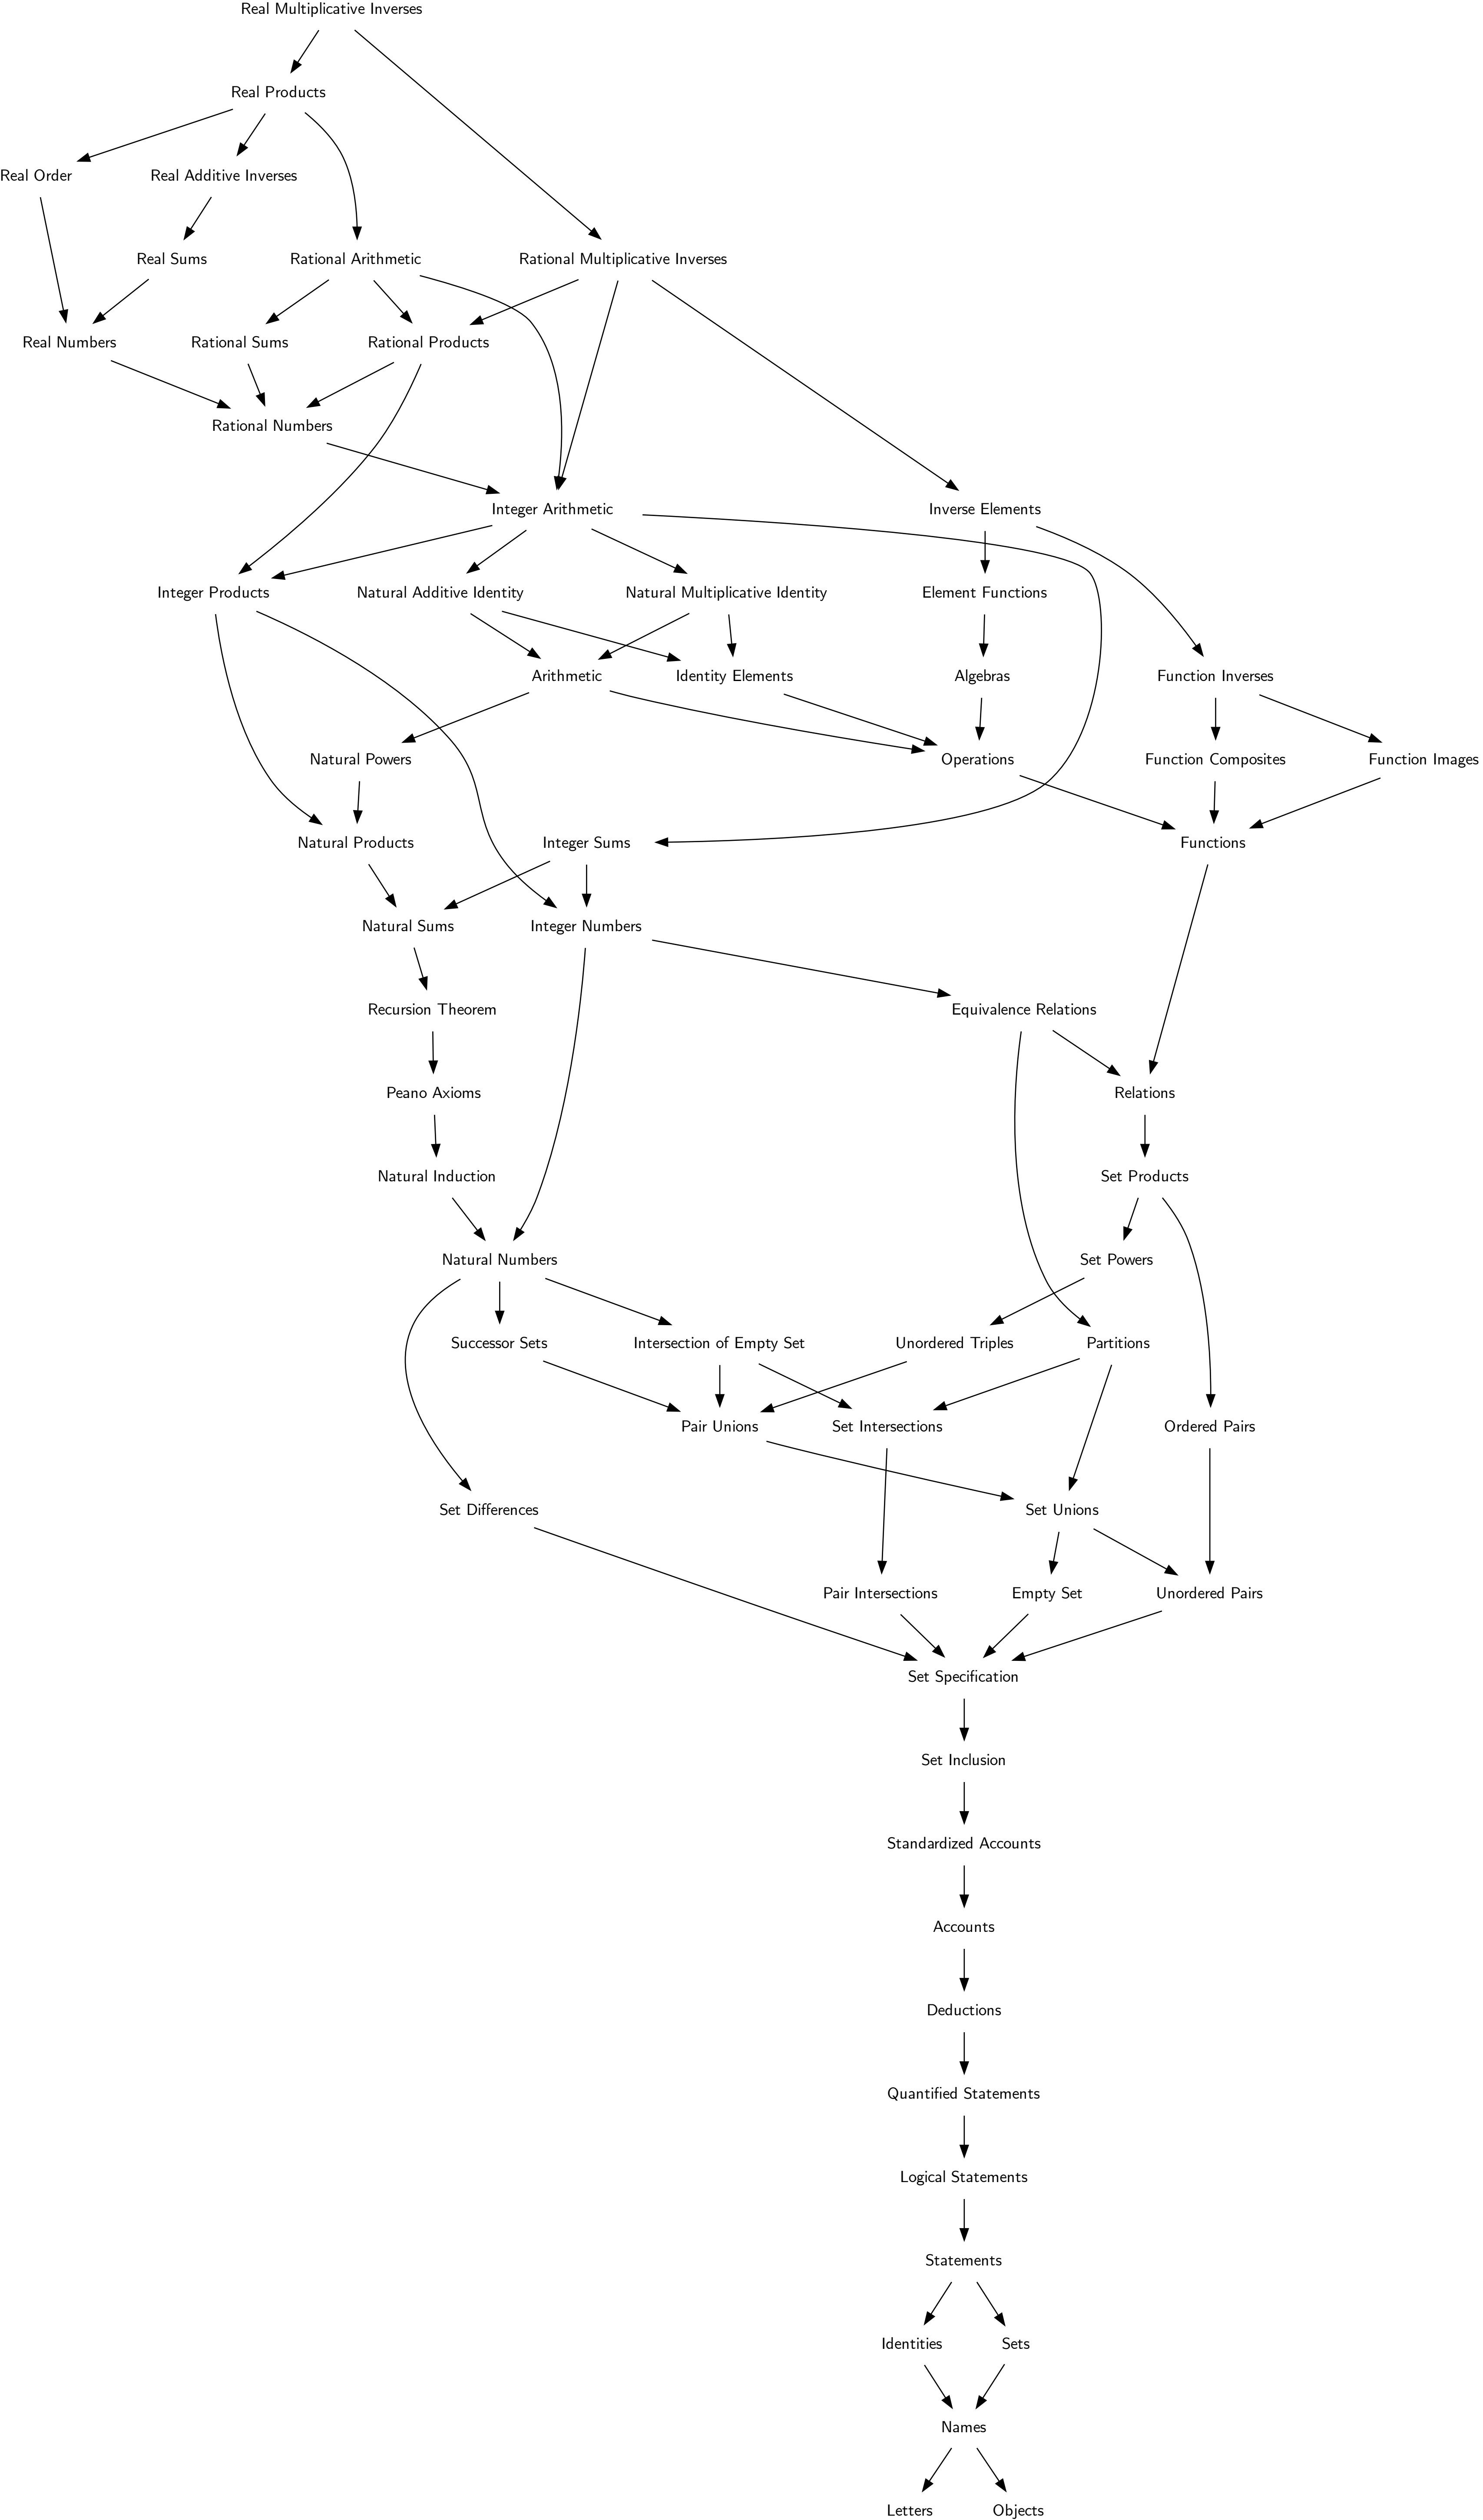 Real Multiplicative Inverses
Real Products
Real Order
Real Additive Inverses
Real Sums
Rational Arithmetic
Rational Multiplicative Inverses
Real Numbers
Rational Sums
Rational Products
Rational Numbers
Integer Arithmetic
Inverse Elements
Integer Products
Natural Additive Identity
Natural Multiplicative Identity
Element Functions
Arithmetic
Identity Elements
Algebras
Function Inverses
Natural Powers
Operations
Function Composites
Function Images
Natural Products
Integer Sums
Functions
Natural Sums
Integer Numbers
Recursion Theorem
Equivalence Relations
Peano Axioms
Relations
Natural Induction
Set Products
Natural Numbers
Set Powers
Successor Sets
Intersection of Empty Set
Unordered Triples
Partitions
Pair Unions
Set Intersections
Ordered Pairs
Set Differences
Set Unions
Pair Intersections
Empty Set
Unordered Pairs
Set Specification
Set Inclusion
Standardized Accounts
Accounts
Deductions
Quantified Statements
Logical Statements
Statements
Identities
Sets
Names
Letters
Objects